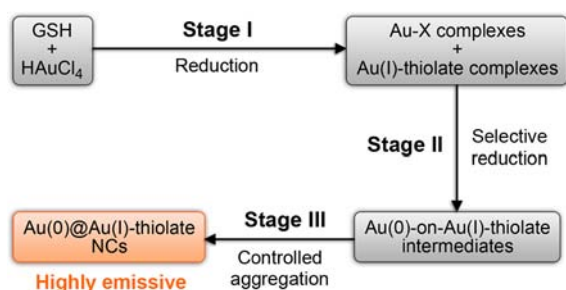 GSH
+
HAuCl4
Stage I
Reduction
Au-X complexes
+
Au(I)-thiolate complexes
Stage II
Selective
reduction
Au(0)-on-Au(I)-thiolate
intermediates
Stage III
Controlled
aggregation
Au(0)@Au(I)-thiolate
NCs
Highly emissive